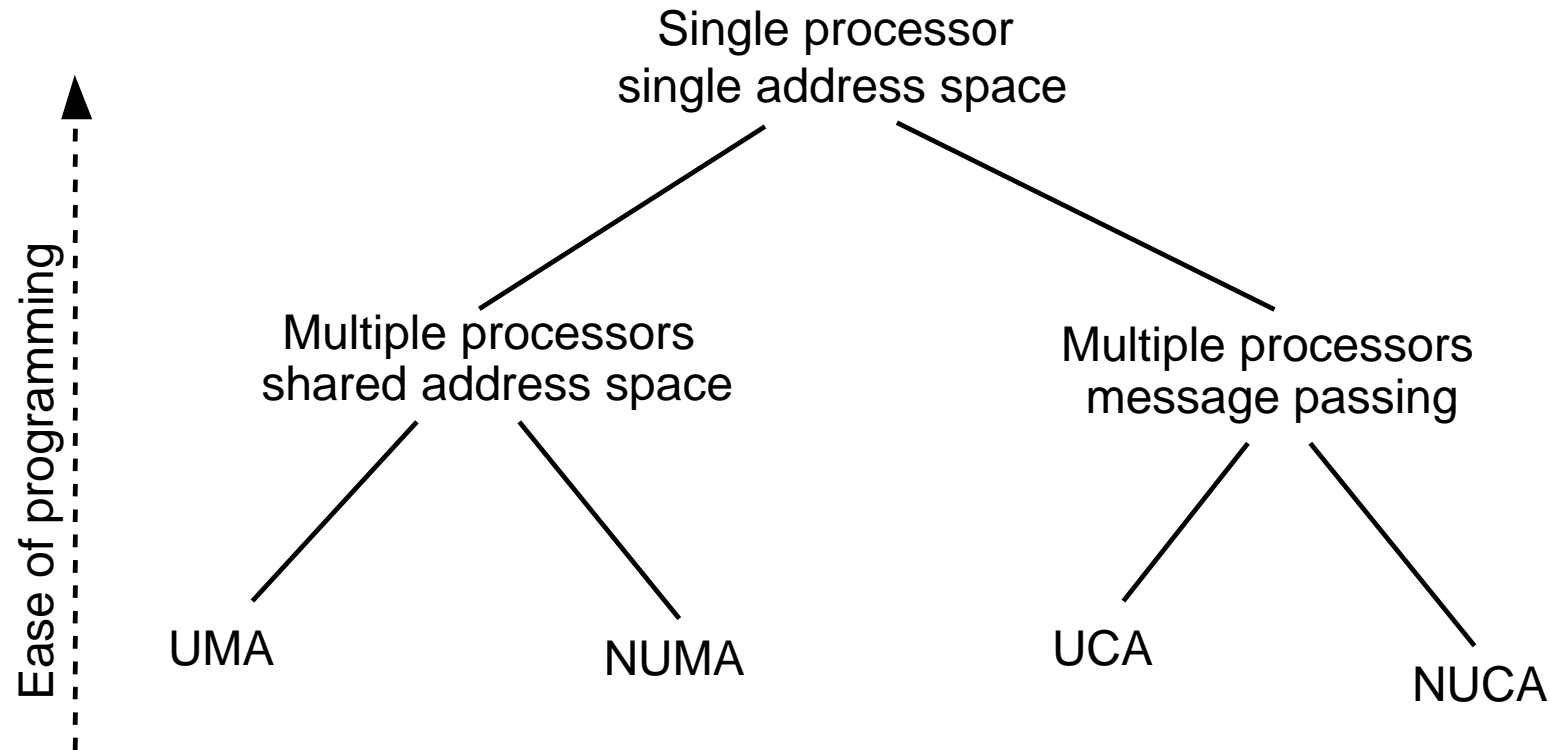 Single processor
single address space
Ease of programming
Multiple processors
shared address space
Multiple processors
message passing
UMA
NUMA
UCA
NUCA